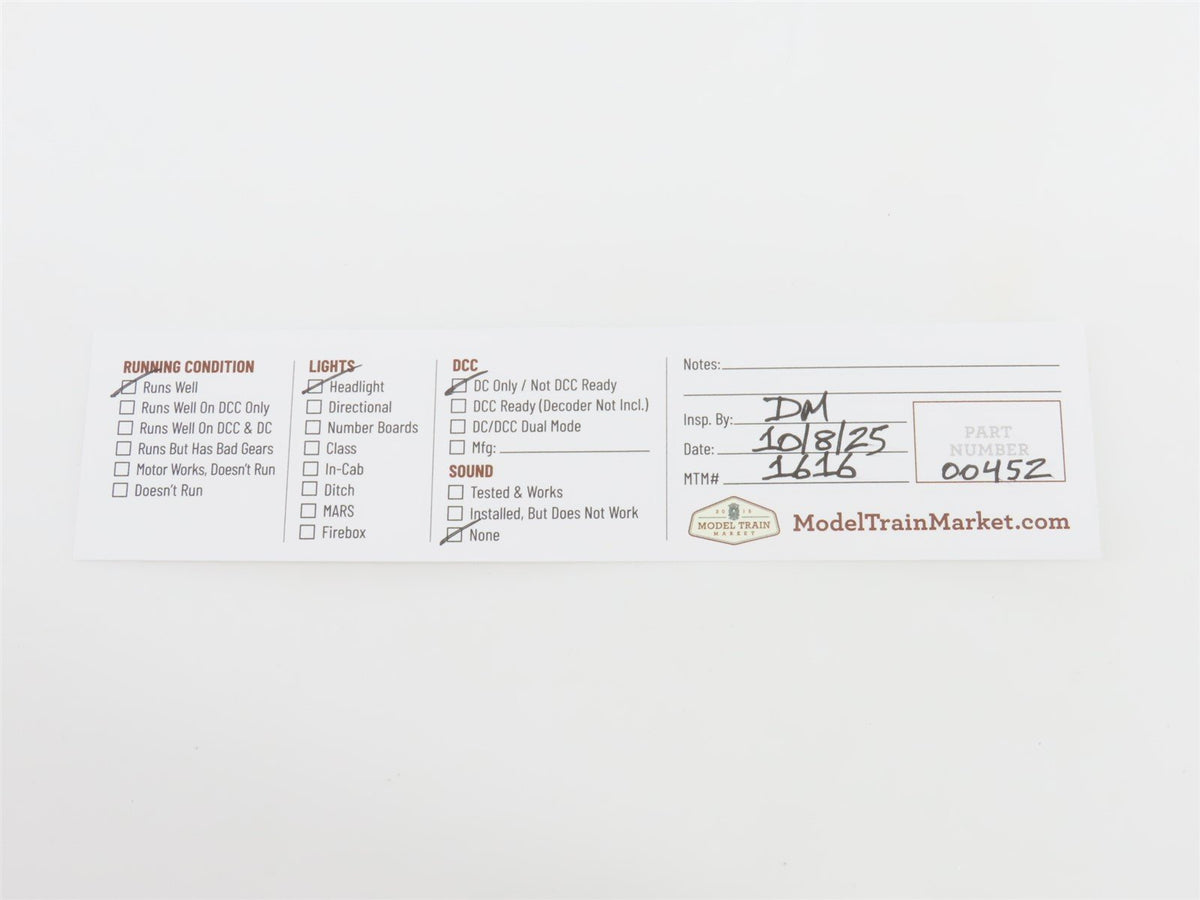 RUNNING CONDITION
Runs Well
Runs Well On DCC Only
Runs Well On DCC & DC
Runs But Has Bad Gears
Motor Works, Doesn't Run
Doesn't Run
LIGHTS
Headlight
Directional
Number Boards
Class
In-Cab
Ditch
MARS
Firebox
DCC
DC Only / Not DCC Ready
DCC Ready (Decoder Not Incl.)
DC/DCC Dual Mode
Mfg:
SOUND
Tested & Works
Installed, But Does Not Work
None
Notes:
Insp. By: DM
Date: 10/8/25
MTM# 1616
PART
NUMBER
00452
2015
MODEL TRAIN
MARKET
ModelTrainMarket.com